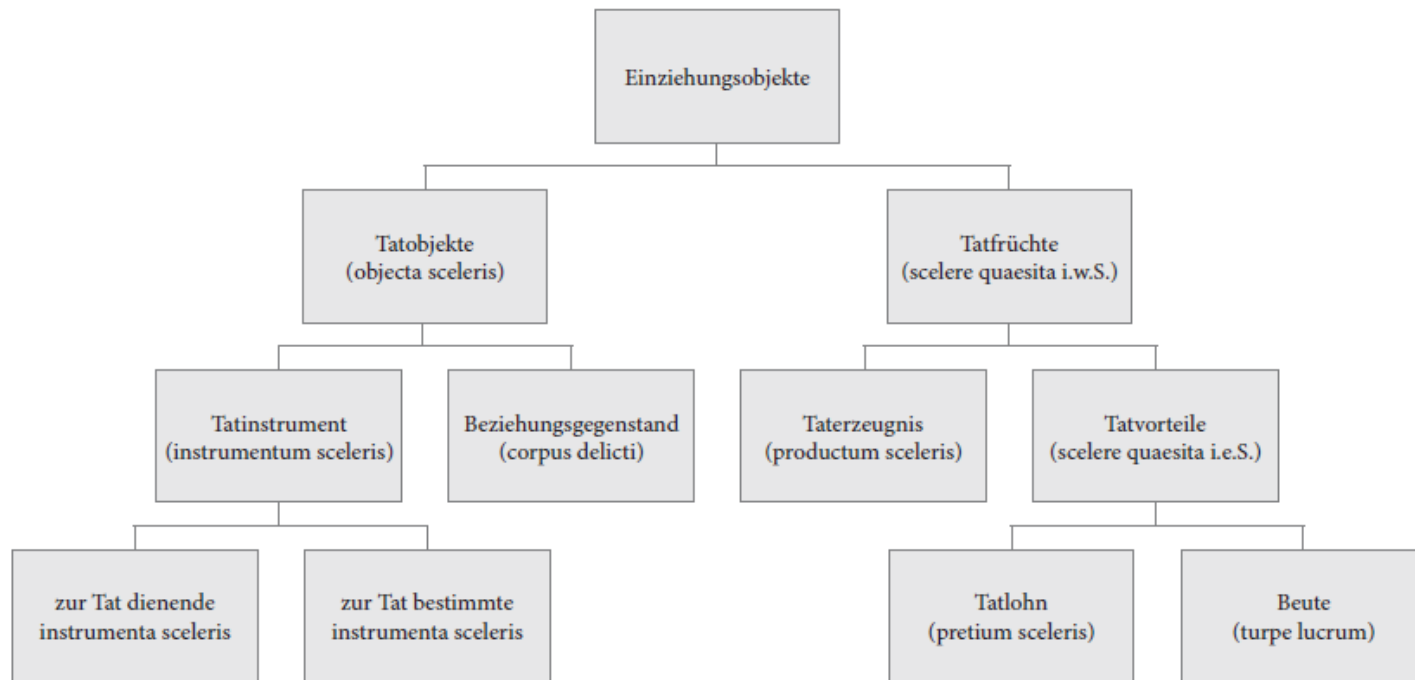 Einziehungsobjekte
Tatobjekte
(objecta sceleris)
Tatfrüchte
(scelere quaesita i.w.S.)
Tatinstrument
(instrumentum sceleris)
Beziehungsgegenstand
(corpus delicti)
Taterzeugnis
(productum sceleris)
Tatvorteile
(scelere quaesita i.e.S.)
zur Tat dienende
instrumenta sceleris
zur Tat bestimmte
instrumenta sceleris
Tatlohn
(pretium sceleris)
Beute
(turpe lucrum)